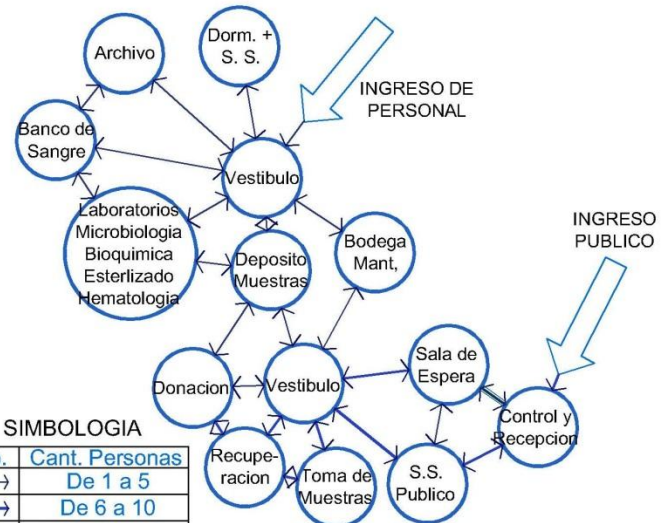 Archivo
Dorm. +
S. S.
INGRESO DE
PERSONAL
Banco de
Sangre
Vestibulo
Laboratorios
Microbiologia
Bioquimica
Esterlizado
Hematologia
Deposito
Muestras
Bodega
Mant,
INGRESO
PUBLICO
Donacion
Vestibulo
Sala de
Espera
Control y
Recepcion
Recupe-
racion
Toma de
Muestras
S.S.
Publico
SIMBOLOGIA
Cant. Personas
De 1 a 5
De 6 a 10